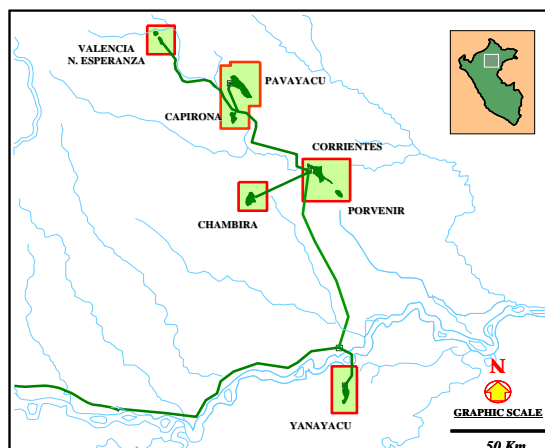 VALENCIA
N. ESPERANZA
PAVAYACU
CAPIRONA
CORRIENTES
PORVENIR
CHAMBIRA
N
GRAPHIC SCALE
YANAYACU
50 Km